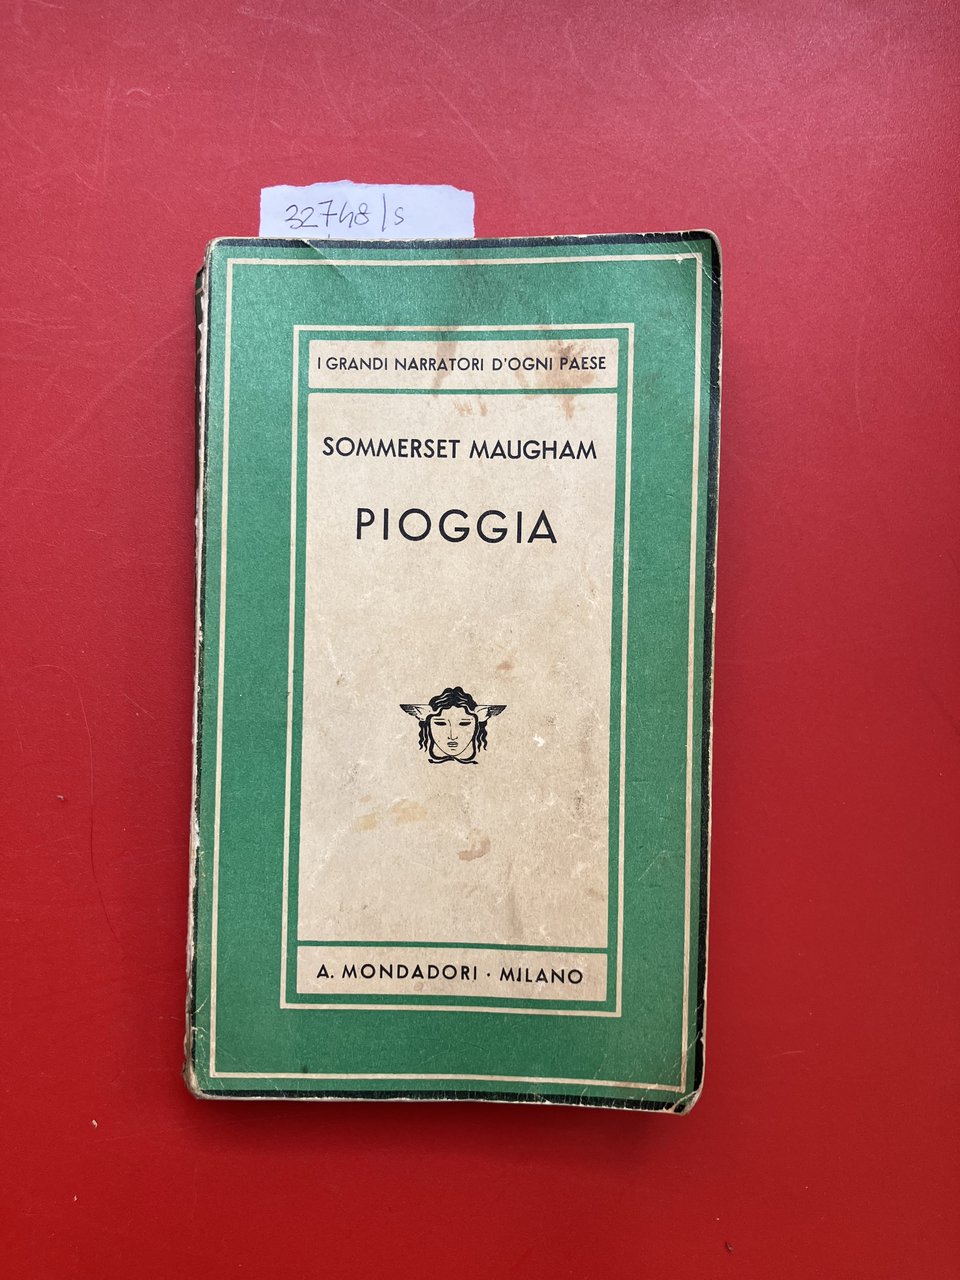 32748/s
I GRANDI NARRATORI D'OGNI PAESE
SOMMERSET MAUGHAM
PIOGGIA
A. MONDADORI · MILANO